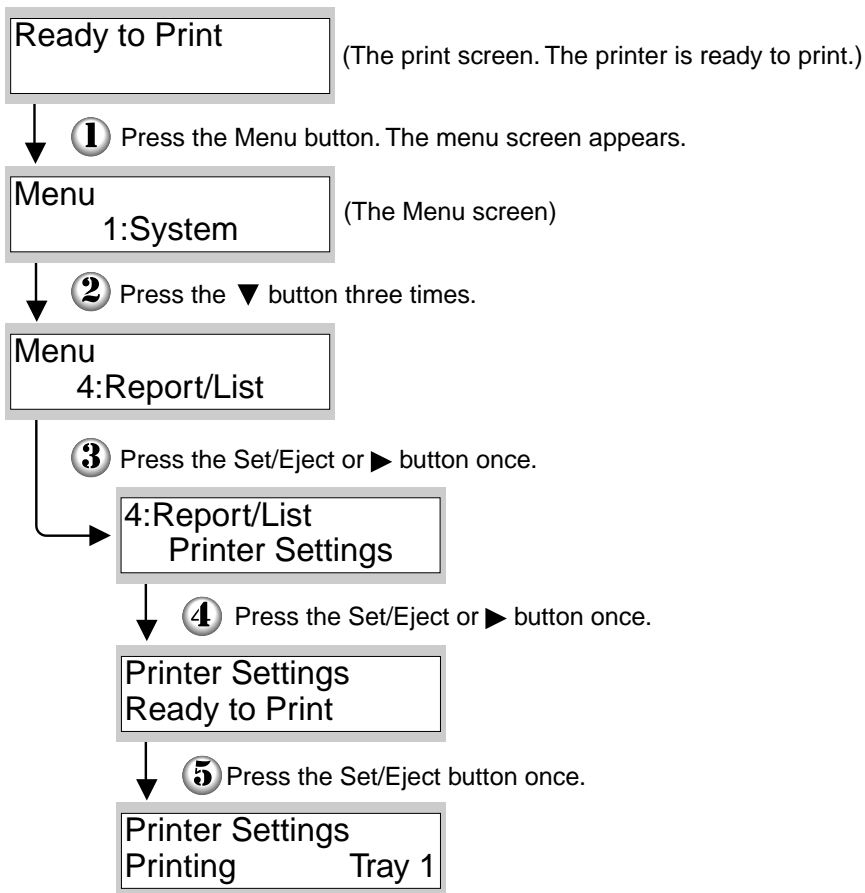 Ready to Print
(The print screen. The printer is ready to print.)
1 Press the Menu button. The menu screen appears.
Menu
1:System
(The Menu screen)
2 Press the ▼ button three times.
Menu
4:Report/List
3 Press the Set/Eject or ▶ button once.
4:Report/List
Printer Settings
4 Press the Set/Eject or ▶ button once.
Printer Settings
Ready to Print
5 Press the Set/Eject button once.
Printer Settings
Printing Tray 1